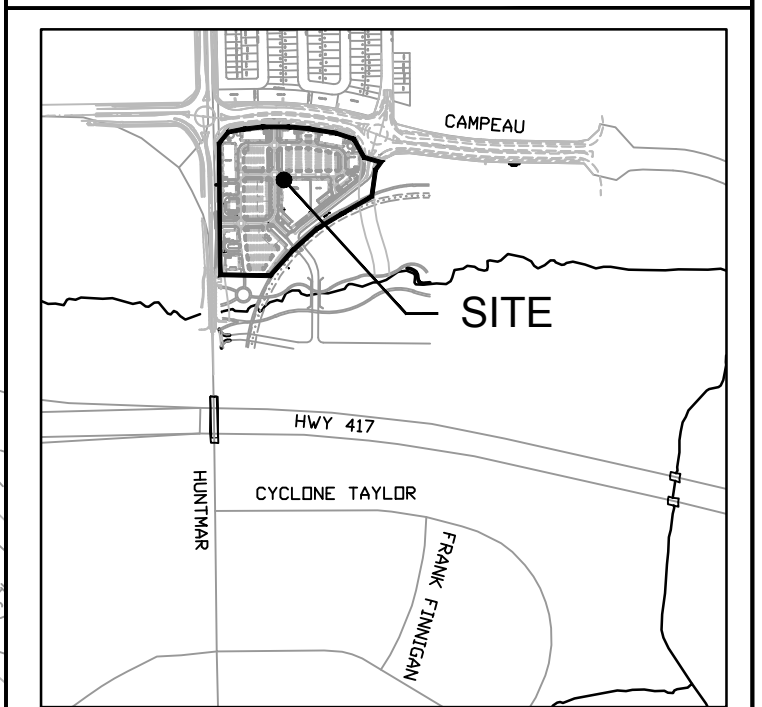 CAMPEAU
SITE
HWY 417
HUNTMAR
CYCLONE TAYLOR
FRANK FINNIGAN